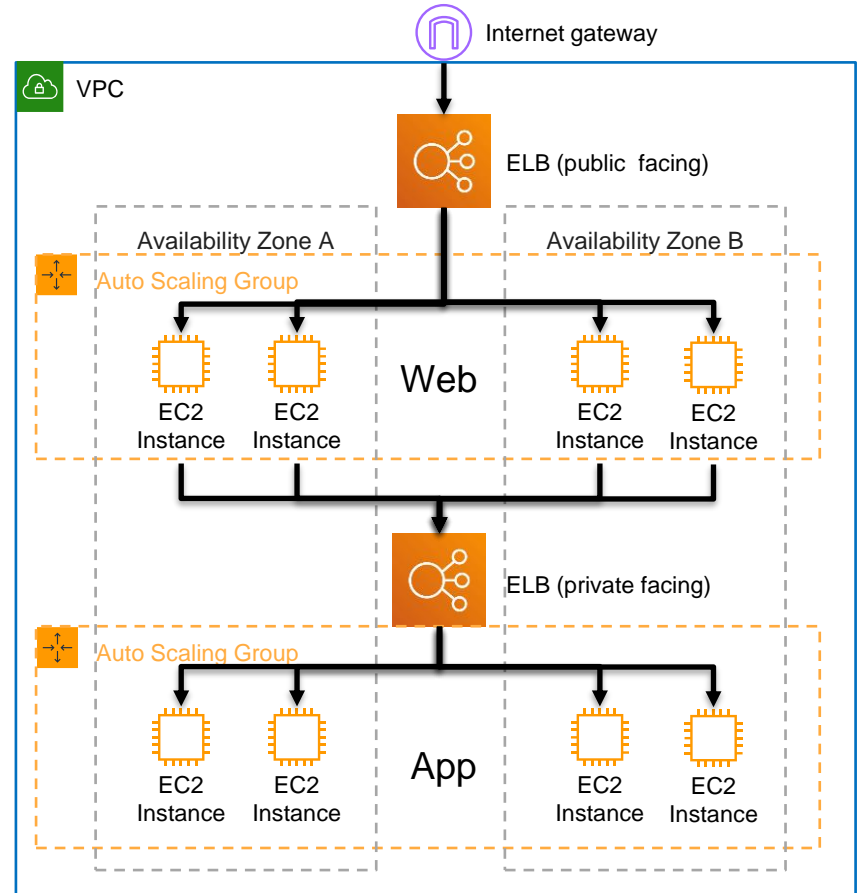 Internet gateway
VPC
ELB (public facing)
Availability Zone A
Availability Zone B
Auto Scaling Group
Web
EC2
Instance
EC2
Instance
EC2
Instance
EC2
Instance
ELB (private facing)
Auto Scaling Group
App
EC2
Instance
EC2
Instance
EC2
Instance
EC2
Instance